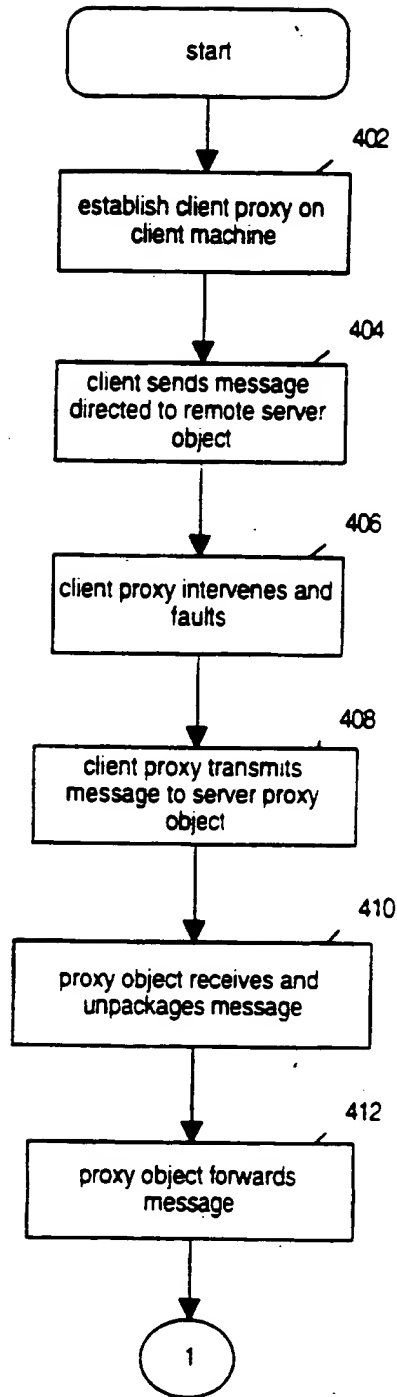 start
402
establish client proxy on
client machine
404
client sends message
directed to remote server
object
406
client proxy intervenes and
faults
408
client proxy transmits
message to server proxy
object
410
proxy object receives and
unpackages message
412
proxy object forwards
message
1